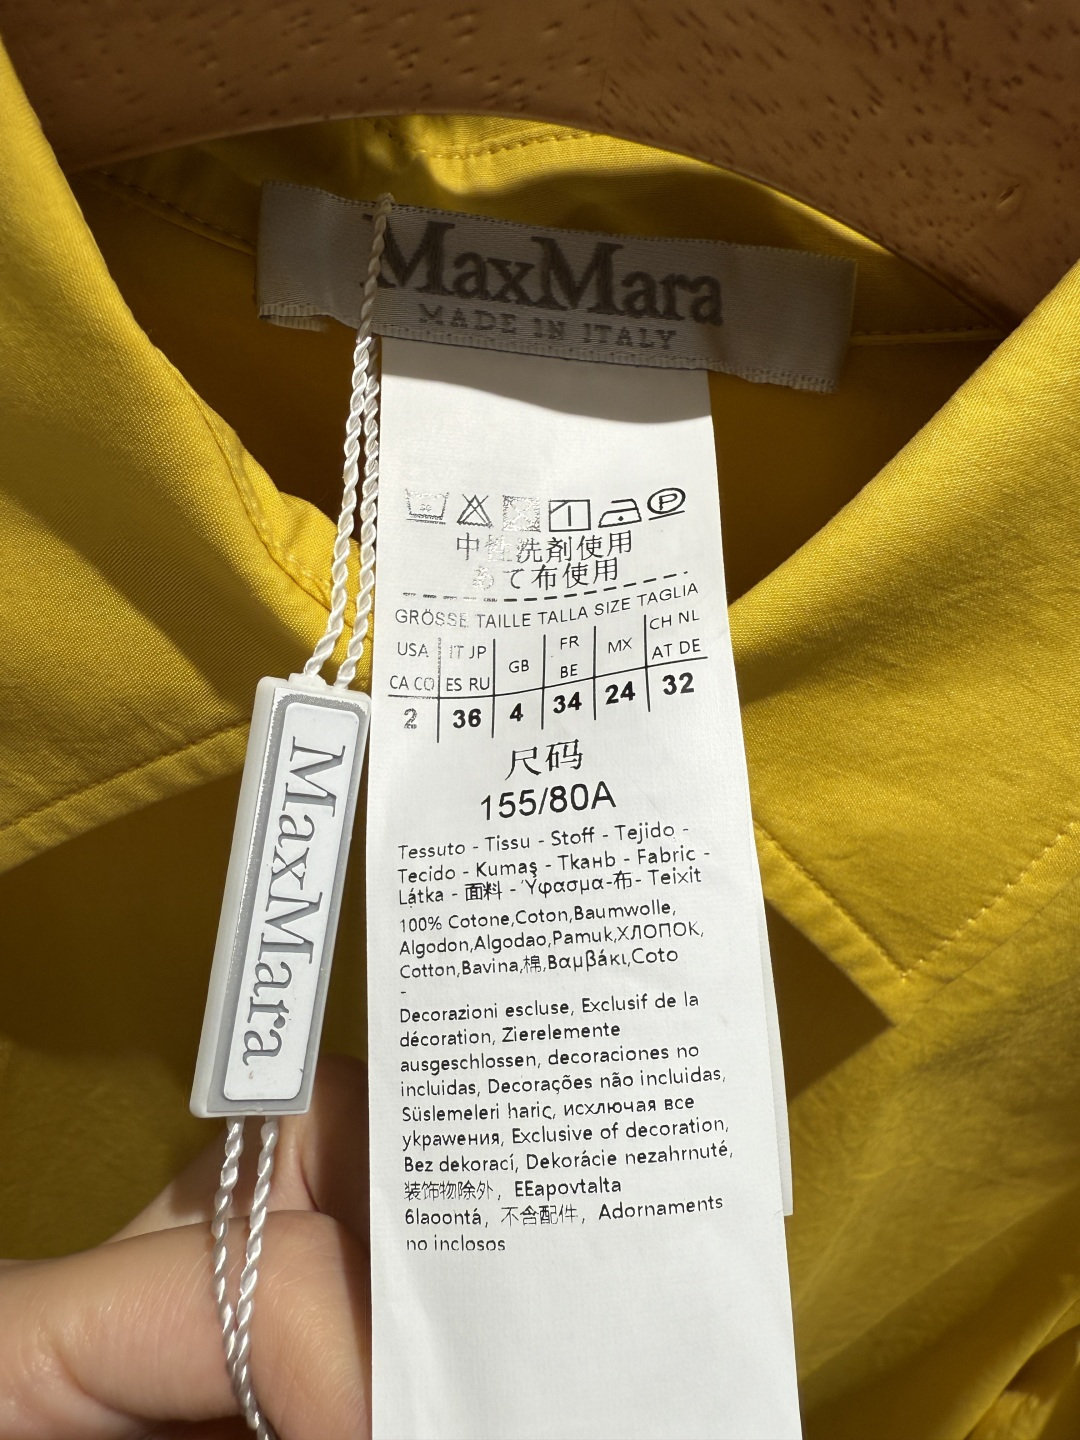 MaxMara
MADE IN ITALY
30
P
中性洗剤使用
あて布使用
GRÖSSE TAILLE TALLA SIZE TAGLIA
USA IT JP GB FR MX CH NL
CA CO ES RU BE AT DE
2 36 4 34 24 32
尺码
155/80A
Tessuto - Tissu - Stoff - Tejido -
Tecido - Kumaş - Ткань - Fabric -
Látka - 面料 - Ύφασμα-布- Teixit
100% Cotone,Coton,Baumwolle,
Algodon,Algodao,Pamuk,ХЛОПОК,
Cotton,Bavina,棉,Βαμβάκι,Coto
-
Decorazioni escluse, Exclusif de la
décoration, Zierelemente
ausgeschlossen, decoraciones no
incluidas, Decorações não incluidas,
Süslemeleri hariç, исхлючая все
укравения, Exclusive of decoration,
Bez dekorací, Dekorácie nezahrnuté,
装饰物除外, EEapovtalta
6laoontá, 不含配件, Adornaments
no inclosos
MaxMara